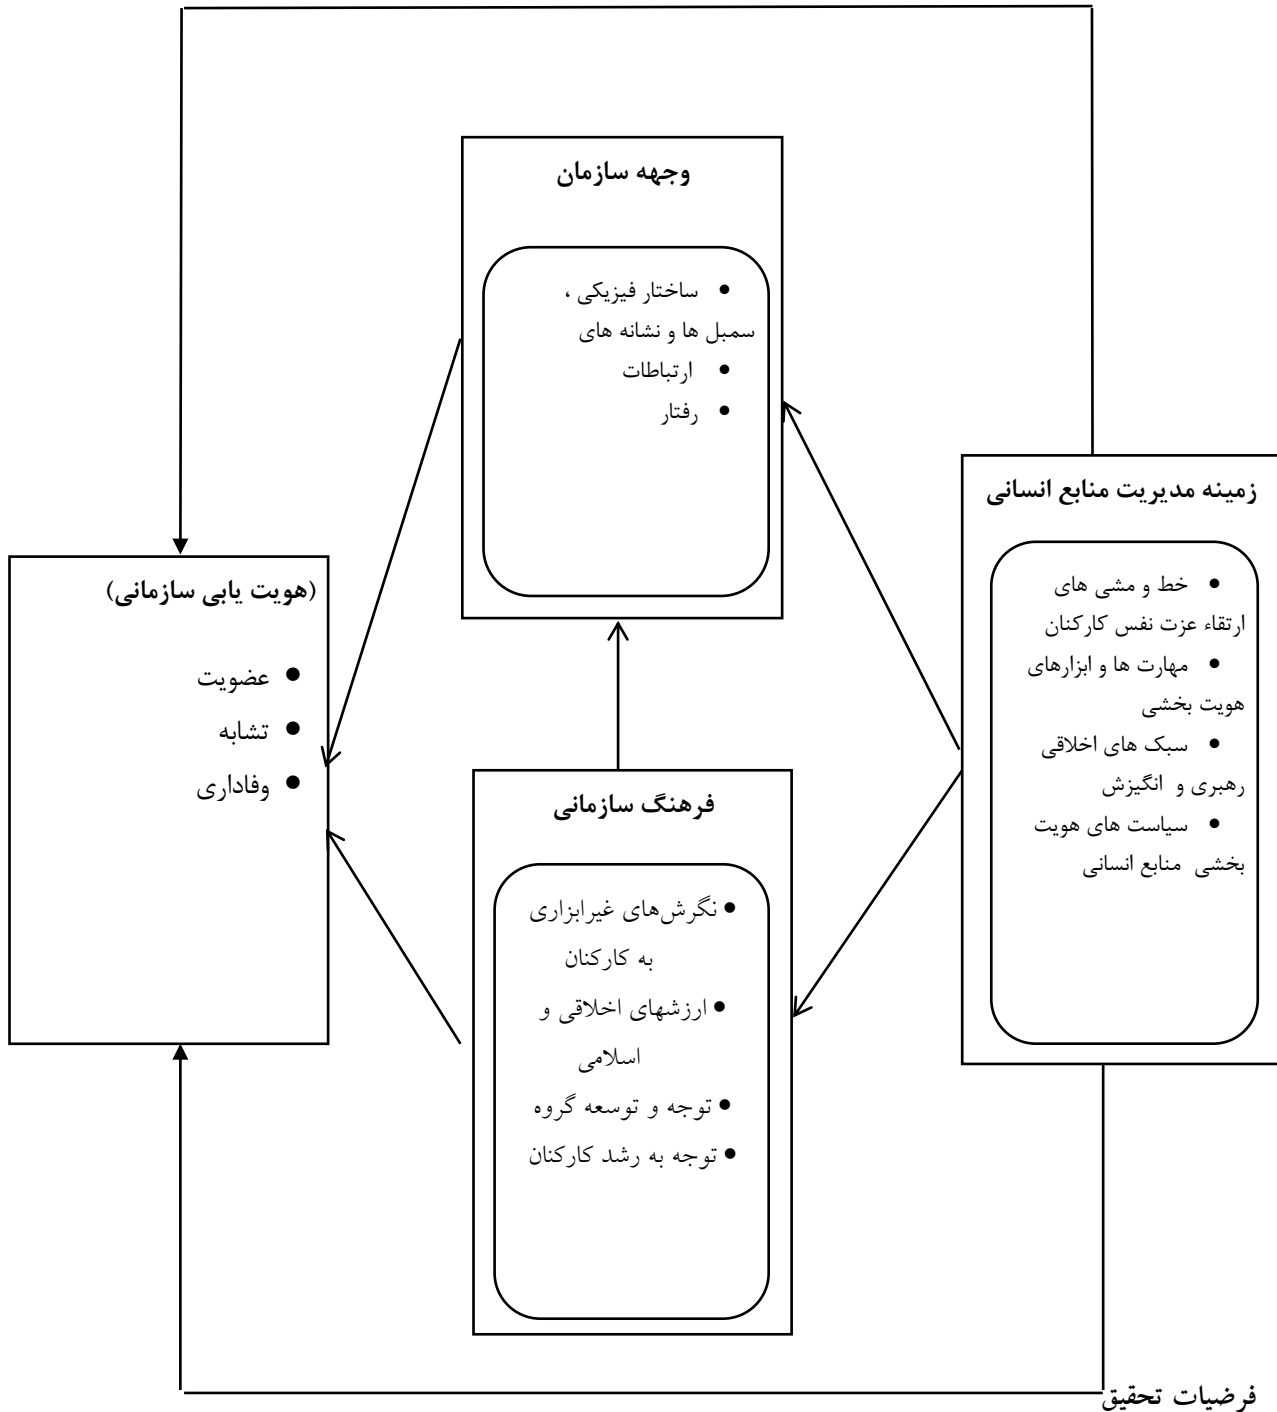 وجهه سازمان
ساختار فیزیکی ،
سمبل ها و نشانه های
ارتباطات
رفتار
زمینه مدیریت منابع انسانی
خط و مشی های
ارتقاء عزت نفس کارکنان
مهارت ها و ابزارهای
هویت بخشی
سبک های اخلاقی
رهبری و انگیزش
سیاست های هویت
بخشی منابع انسانی
(هویت یابی سازمانی)
عضویت
تشابه
وفاداری
فرهنگ سازمانی
نگرش‌های غیرابزاری
به کارکنان
ارزشهای اخلاقی و
اسلامی
توجه و توسعه گروه
توجه به رشد کارکنان
فرضیات تحقیق